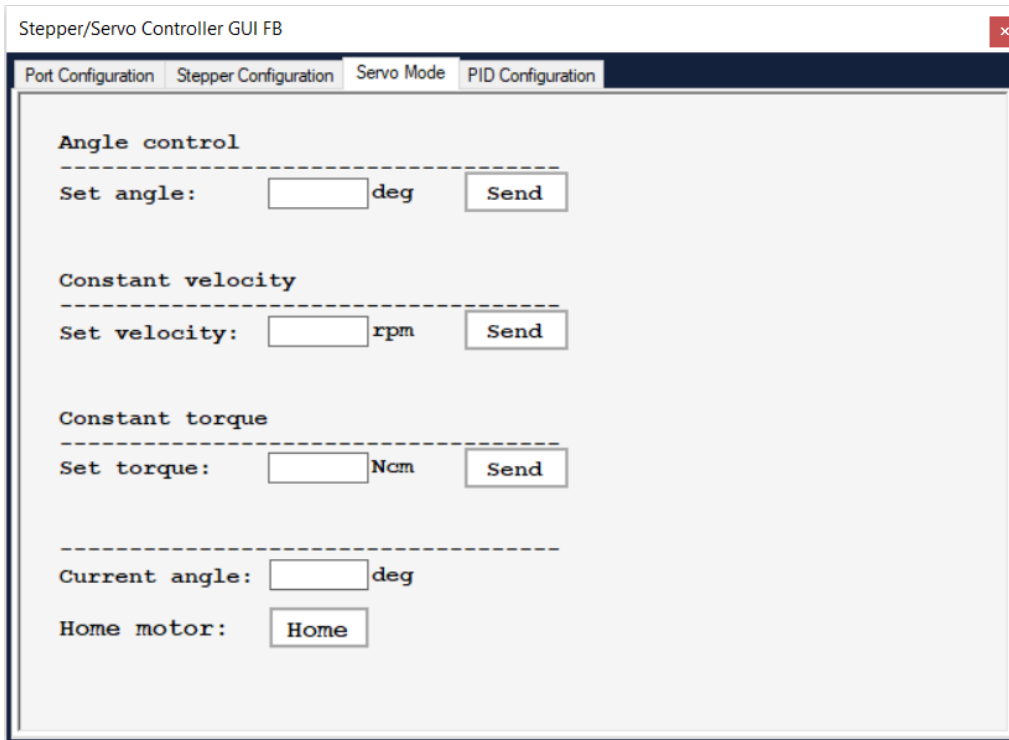 Stepper/Servo Controller GUI FB
Port Configuration Stepper Configuration Servo Mode PID Configuration
Angle control
-------------------------------------
Set angle: deg Send
Constant velocity
-------------------------------------
Set velocity: rpm Send
Constant torque
-------------------------------------
Set torque: Ncm Send
-------------------------------------
Current angle: deg
Home motor: Home